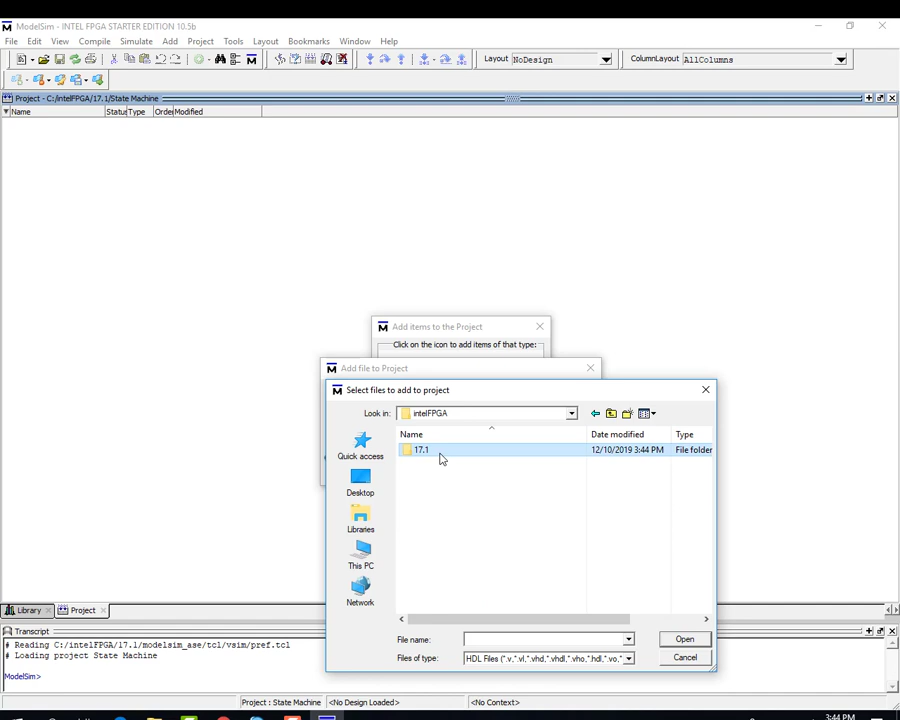 ModelSim - INTEL FPGA STARTER EDITION 10.5b
File Edit View Compile Simulate Add Project Tools Layout Bookmarks Window Help
Layout NoDesign ColumnLayout AllColumns
Project - C:/intelFPGA/17.1/State Machine
Name Status Type Order Modified
Add items to the Project
Click on the icon to add items of that type:
Add file to Project
Select files to add to project
Look in: intelFPGA
Name Date modified Type
17.1 12/10/2019 3:44 PM File folder
Quick access
Desktop
Libraries
This PC
Network
File name: Open
Files of type: HDL Files (*.v,*.vl,*.vhd,*.vhdl,*.vho,*.hdl,*.vo,* Cancel
Library Project
Transcript
# Reading C:/intelFPGA/17.1/modelsim_ase/tcl/vsim/pref.tcl
# Loading project State Machine
ModelSim>
Project : State Machine <No Design Loaded> <No Context>
3:44 PM